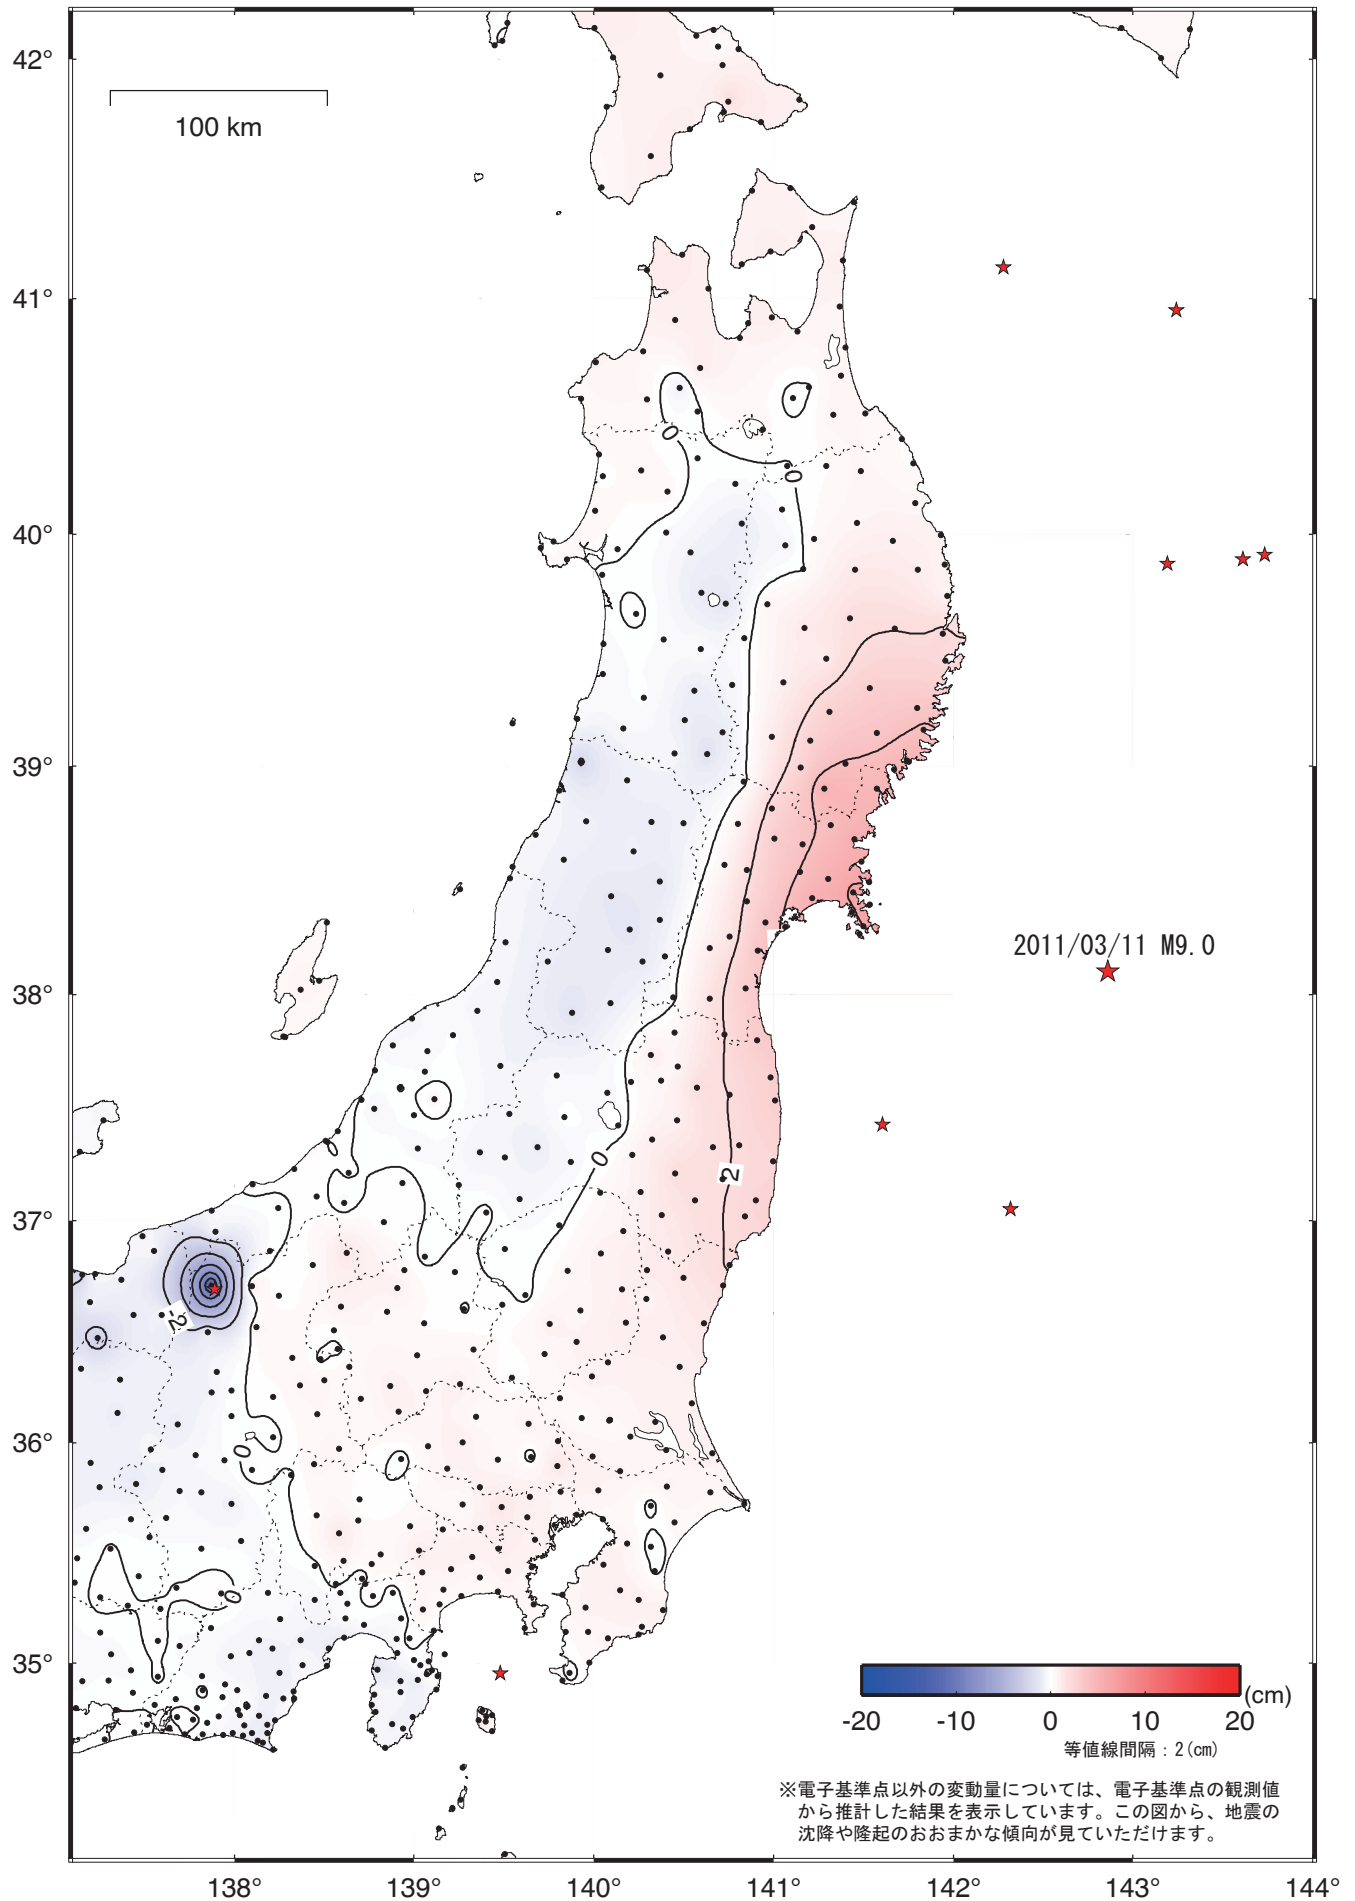 42°
100 km
41°
0
0
40°
39°
2011/03/11 M9.0
38°
0
2
37°
-2
36°
0
0
35°
-20 -10 0 10 20 (cm)
等値線間隔：2(cm)
※電子基準点以外の変動量については、電子基準点の観測値
から推計した結果を表示しています。この図から、地震の
沈降や隆起のおおまかな傾向が見ていただけます。
138° 139° 140° 141° 142° 143° 144°